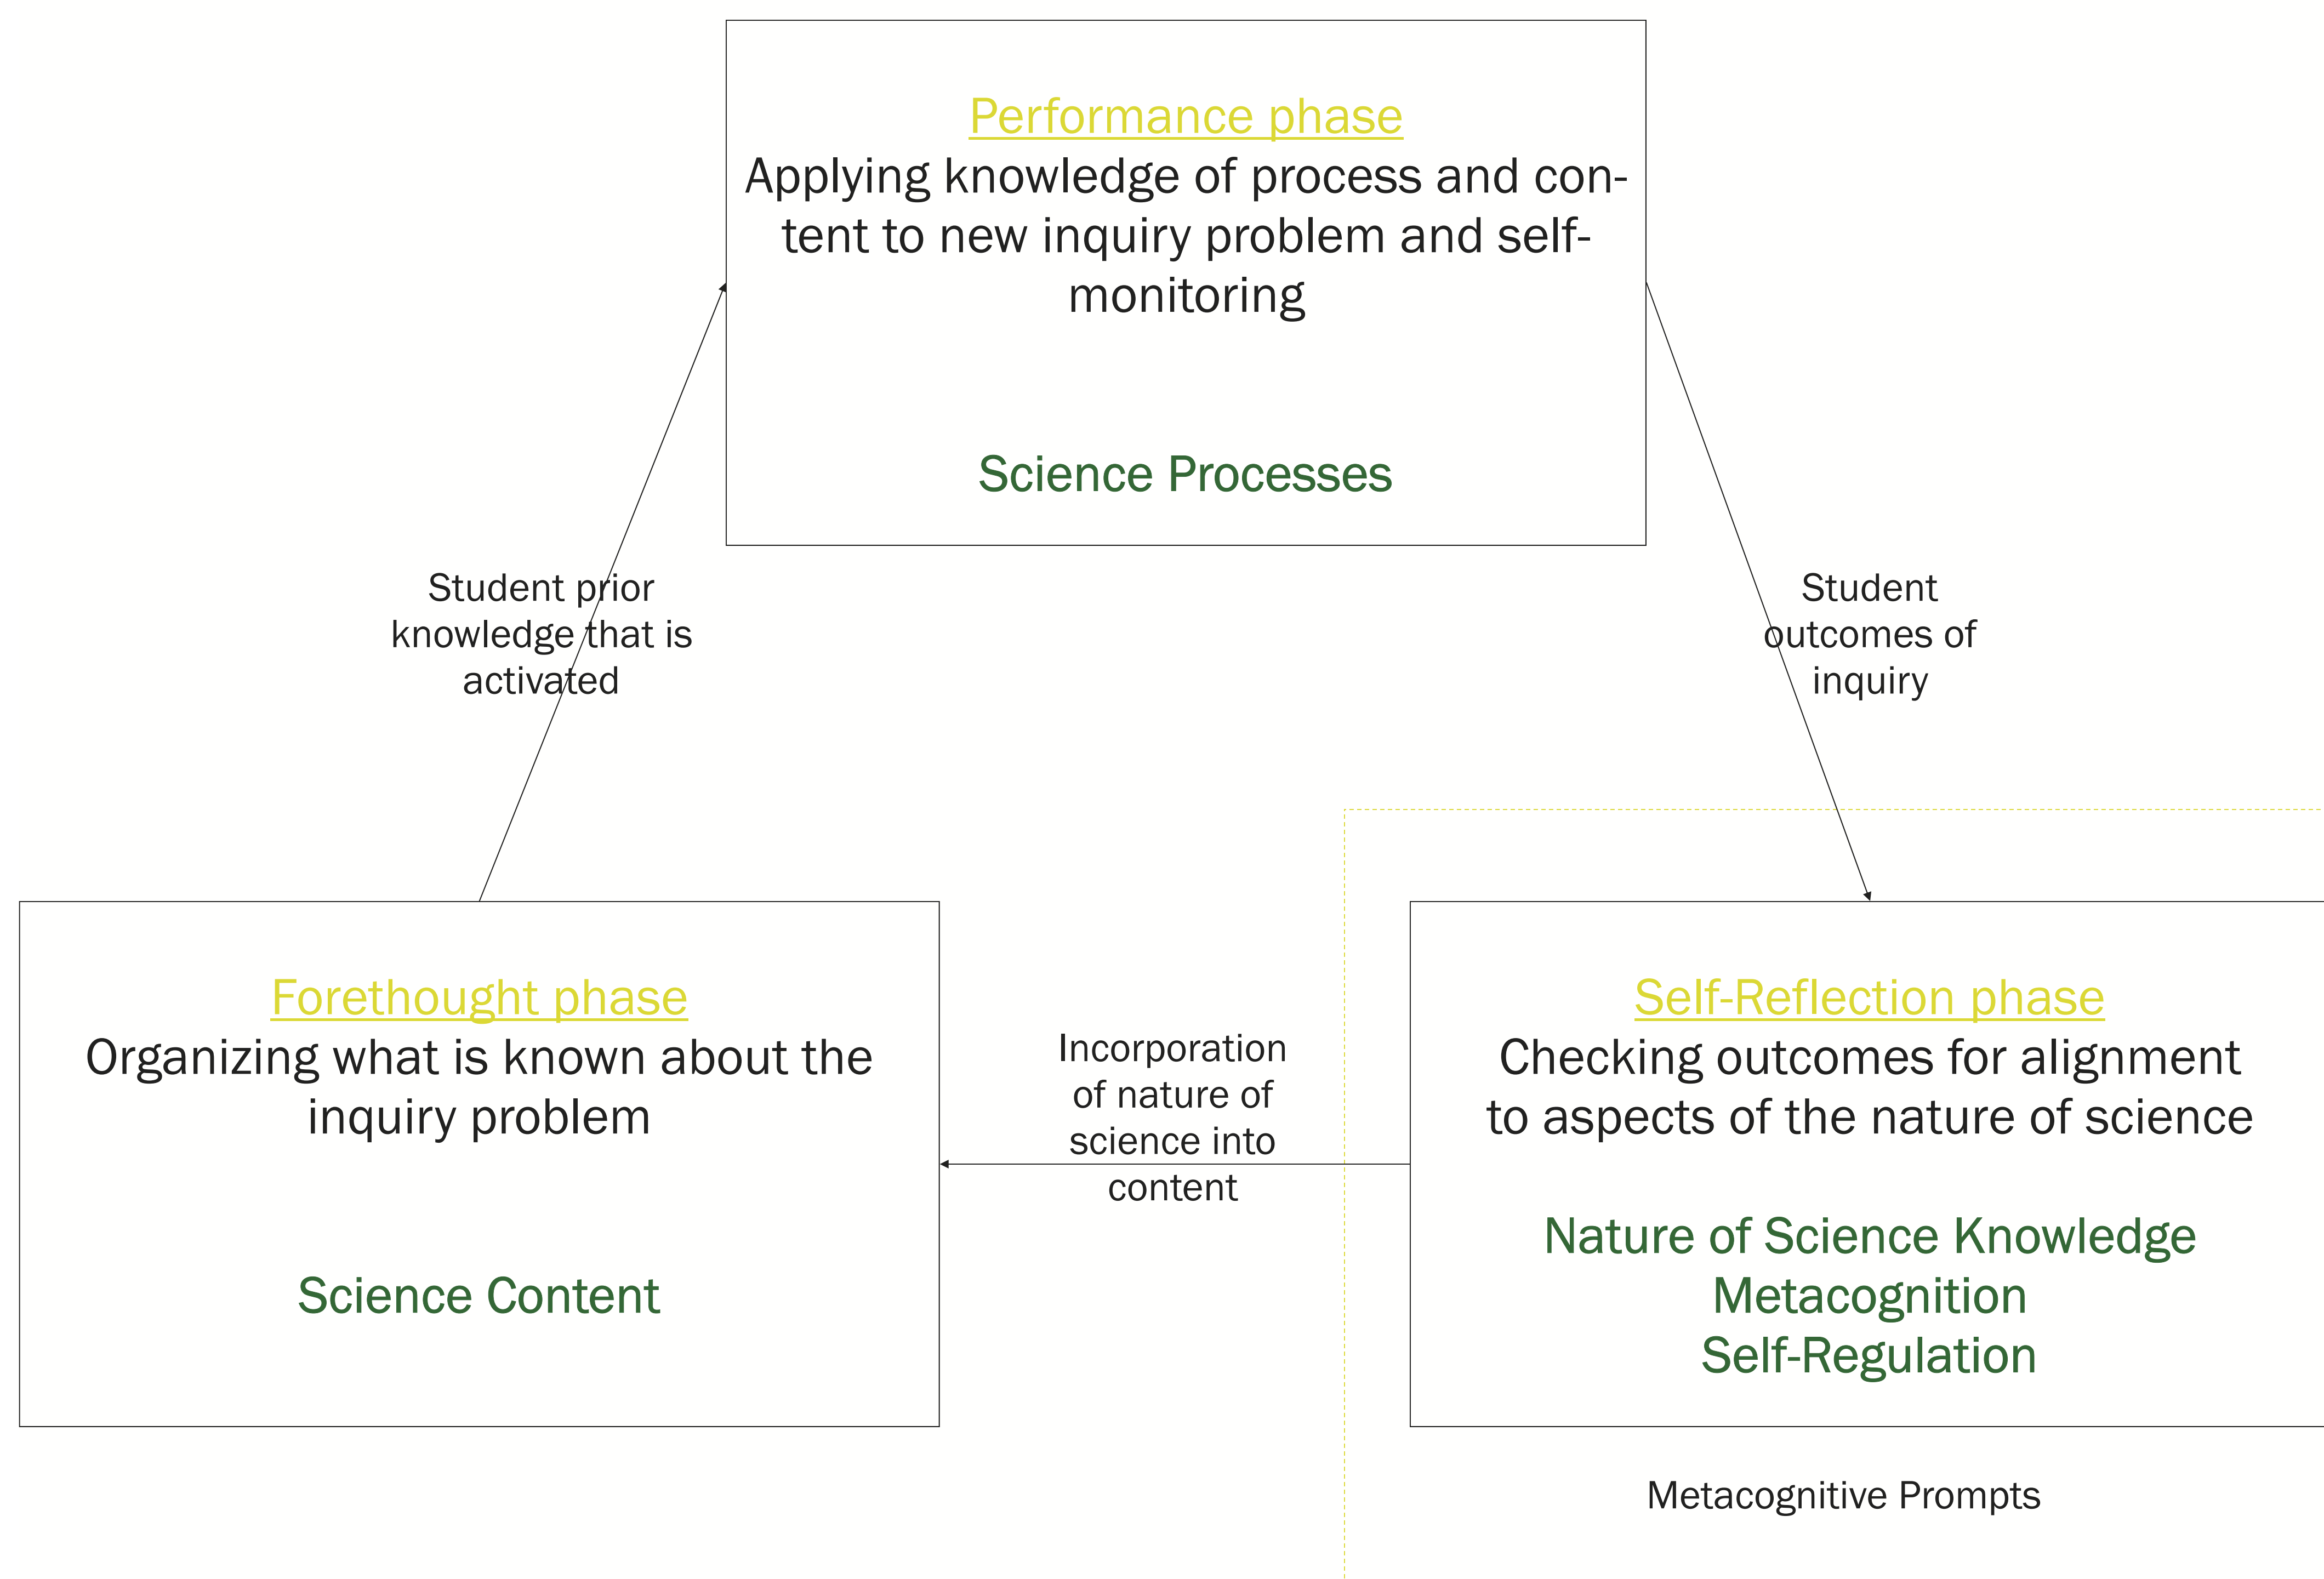 Performance phase
Applying knowledge of process and con-
tent to new inquiry problem and self-
monitoring
Science Processes
Student prior
knowledge that is
activated
Student
outcomes of
inquiry
Forethought phase
Organizing what is known about the
inquiry problem
Science Content
Incorporation
of nature of
science into
content
Self-Reflection phase
Checking outcomes for alignment
to aspects of the nature of science
Nature of Science Knowledge
Metacognition
Self-Regulation
Metacognitive Prompts